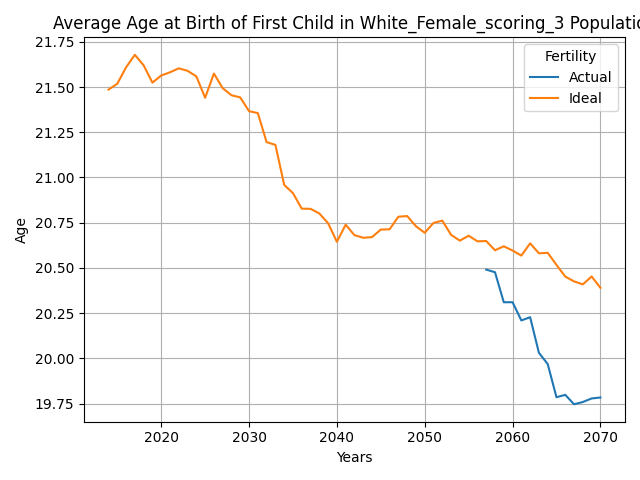 Average Age at Birth of First Child in White_Female_scoring_3 Populatio
21.75
21.50
21.25
21.00
20.75
20.50
20.25
20.00
19.75
Age
Fertility
Actual
Ideal
2020 2030 2040 2050 2060 2070
Years